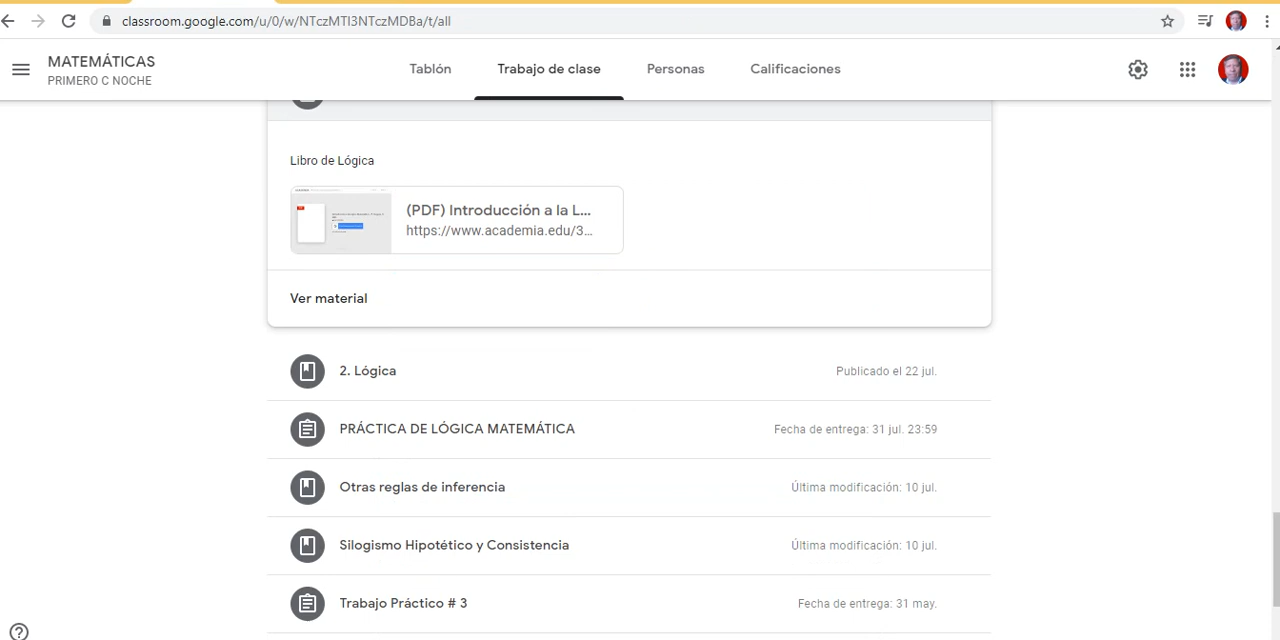 classroom.google.com/u/0/w/NTczMTI3NTczMDBa/t/all
MATEMÁTICAS
PRIMERO C NOCHE
Tablón
Trabajo de clase
Personas
Calificaciones
Libro de Lógica
(PDF) Introducción a la L...
https://www.academia.edu/3...
Ver material
2. Lógica
Publicado el 22 jul.
PRÁCTICA DE LÓGICA MATEMÁTICA
Fecha de entrega: 31 jul. 23:59
Otras reglas de inferencia
Última modificación: 10 jul.
Silogismo Hipotético y Consistencia
Última modificación: 10 jul.
Trabajo Práctico # 3
Fecha de entrega: 31 may.